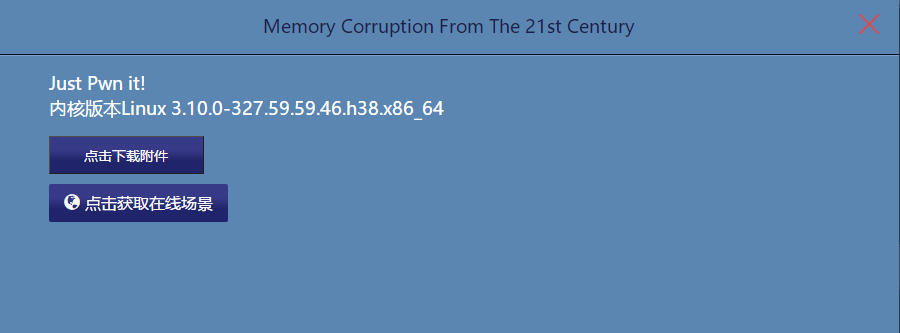 Memory Corruption From The 21st Century
Just Pwn it!
内核版本Linux 3.10.0-327.59.59.46.h38.x86_64
点击下载附件
点击获取在线场景